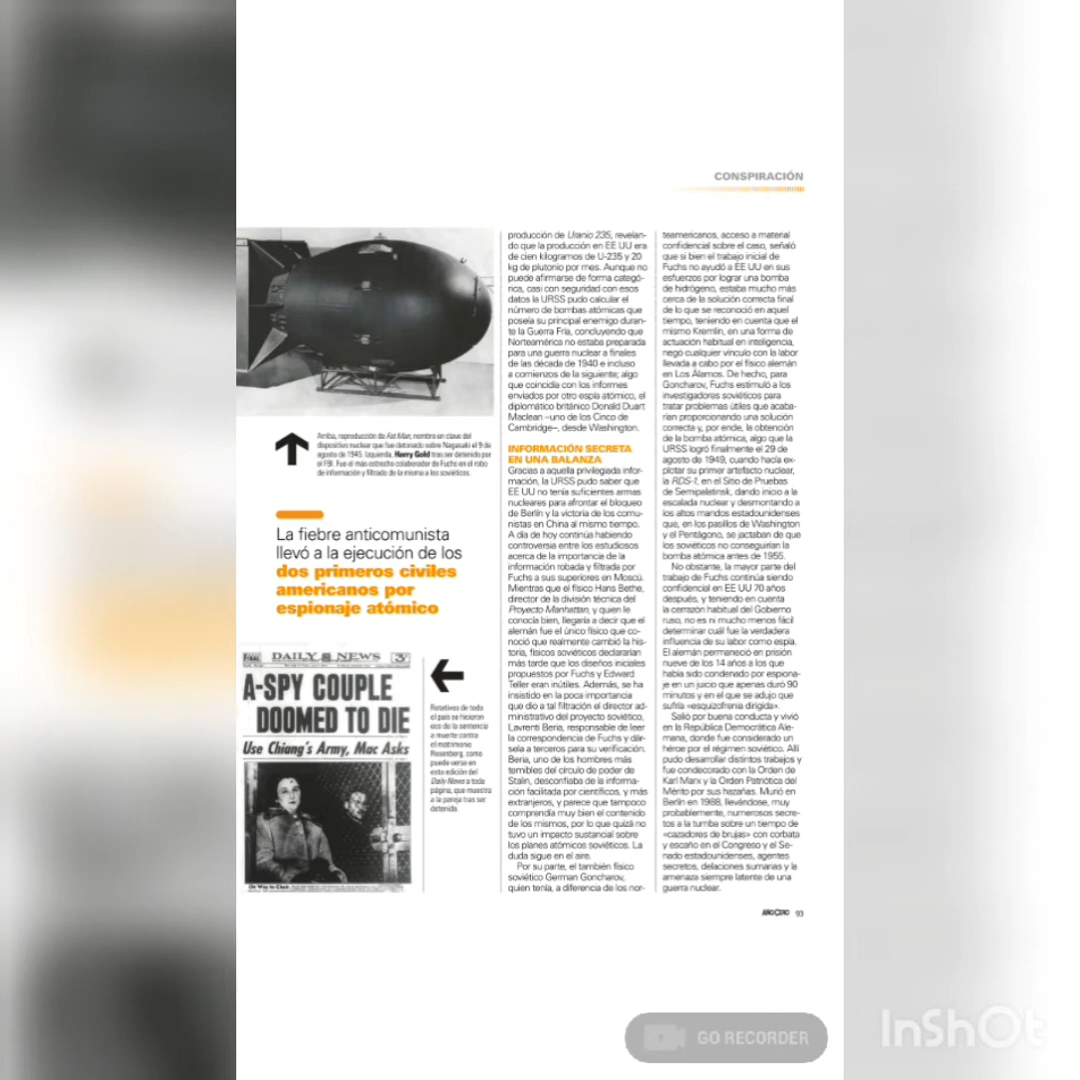 CONSPIRACIÓN
Arriba, reproducción de Fat Man, nombre en clave del
dispositivo nuclear que fue detonado sobre Nagasaki el 9 de
agosto de 1945. Izquierda, Harry Gold tras ser detenido por
el FBI. Fue el más estrecho colaborador de Fuchs en el robo
de información y filtrado de la misma a los soviéticos.
La fiebre anticomunista
llevó a la ejecución de los
dos primeros civiles
americanos por
espionaje atómico
FINAL
DAILY NEWS
3¢
A-SPY COUPLE
DOOMED TO DIE
Use Chiang's Army, Mac Asks
On Way to Clink
Rotativos de todo
el país se hicieron
eco de la sentencia
a muerte contra
el matrimonio
Rosenberg, como
puede verse en
esta edición del
Daily News a toda
página, que muestra
a la pareja tras ser
detenida.
producción de Uranio 235, revelan-
do que la producción en EE UU era
de cien kilogramos de U-235 y 20
kg de plutonio por mes. Aunque no
puede afirmarse de forma categó-
rica, casi con seguridad con esos
datos la URSS pudo calcular el
número de bombas atómicas que
poseía su principal enemigo duran-
te la Guerra Fría, concluyendo que
Norteamérica no estaba preparada
para una guerra nuclear a finales
de las década de 1940 e incluso
a comienzos de la siguiente; algo
que coincidía con los informes
enviados por otro espía atómico, el
diplomático británico Donald Duart
Maclean –uno de los Cinco de
Cambridge–, desde Washington.
INFORMACIÓN SECRETA
EN UNA BALANZA
Gracias a aquella privilegiada infor-
mación, la URSS pudo saber que
EE UU no tenía suficientes armas
nucleares para afrontar el bloqueo
de Berlín y la victoria de los comu-
nistas en China al mismo tiempo.
A día de hoy continúa habiendo
controversia entre los estudiosos
acerca de la importancia de la
información robada y filtrada por
Fuchs a sus superiores en Moscú.
Mientras que el físico Hans Bethe,
director de la división técnica del
Proyecto Manhattan, y quien le
conocía bien, llegaría a decir que el
alemán fue el único físico que co-
noció que realmente cambió la his-
toria, físicos soviéticos declararían
más tarde que los diseños iniciales
propuestos por Fuchs y Edward
Teller eran inútiles. Además, se ha
insistido en la poca importancia
que dio a tal filtración el director ad-
ministrativo del proyecto soviético,
Lavrenti Beria, responsable de leer
la correspondencia de Fuchs y dár-
sela a terceros para su verificación.
Beria, uno de los hombres más
temibles del círculo de poder de
Stalin, desconfiaba de la informa-
ción facilitada por científicos, y más
extranjeros, y parece que tampoco
comprendía muy bien el contenido
de los mismos, por lo que quizá no
tuvo un impacto sustancial sobre
los planes atómicos soviéticos. La
duda sigue en el aire.
Por su parte, el también físico
soviético German Goncharov,
quien tenía, a diferencia de los nor-
teamericanos, acceso a material
confidencial sobre el caso, señaló
que si bien el trabajo inicial de
Fuchs no ayudó a EE UU en sus
esfuerzos por lograr una bomba
de hidrógeno, estaba mucho más
cerca de la solución correcta final
de lo que se reconoció en aquel
tiempo, teniendo en cuenta que el
mismo Kremlin, en una forma de
actuación habitual en inteligencia,
negó cualquier vínculo con la labor
llevada a cabo por el físico alemán
en Los Álamos. De hecho, para
Goncharov, Fuchs estimuló a los
investigadores soviéticos para
tratar problemas útiles que acaba-
rían proporcionando una solución
correcta y, por ende, la obtención
de la bomba atómica, algo que la
URSS logró finalmente el 29 de
agosto de 1949, cuando hacía ex-
plotar su primer artefacto nuclear,
la RDS-1, en el Sitio de Pruebas
de Semipalatinsk, dando inicio a la
escalada nuclear y desmontando a
los altos mandos estadounidenses
que, en los pasillos de Washington
y el Pentágono, se jactaban de que
los soviéticos no conseguirían la
bomba atómica antes de 1955.
No obstante, la mayor parte del
trabajo de Fuchs continúa siendo
confidencial en EE UU 70 años
después, y teniendo en cuenta
la cerrazón habitual del Gobierno
ruso, no es ni mucho menos fácil
determinar cuál fue la verdadera
influencia de su labor como espía.
El alemán permaneció en prisión
nueve de los 14 años a los que
había sido condenado por espiona-
je en un juicio que apenas duró 90
minutos y en el que se adujo que
sufría «esquizofrenia dirigida».
Salió por buena conducta y vivió
en la República Democrática Ale-
mana, donde fue considerado un
héroe por el régimen soviético. Allí
pudo desarrollar distintos trabajos y
fue condecorado con la Orden de
Karl Marx y la Orden Patriótica del
Mérito por sus hazañas. Murió en
Berlín en 1988, llevándose, muy
probablemente, numerosos secre-
tos a la tumba sobre un tiempo de
«cazadores de brujas» con corbata
y escaño en el Congreso y el Se-
nado estadounidenses, agentes
secretos, delaciones sumarias y la
amenaza siempre latente de una
guerra nuclear.
AÑO/CERO 93
GO RECORDER
InShOt